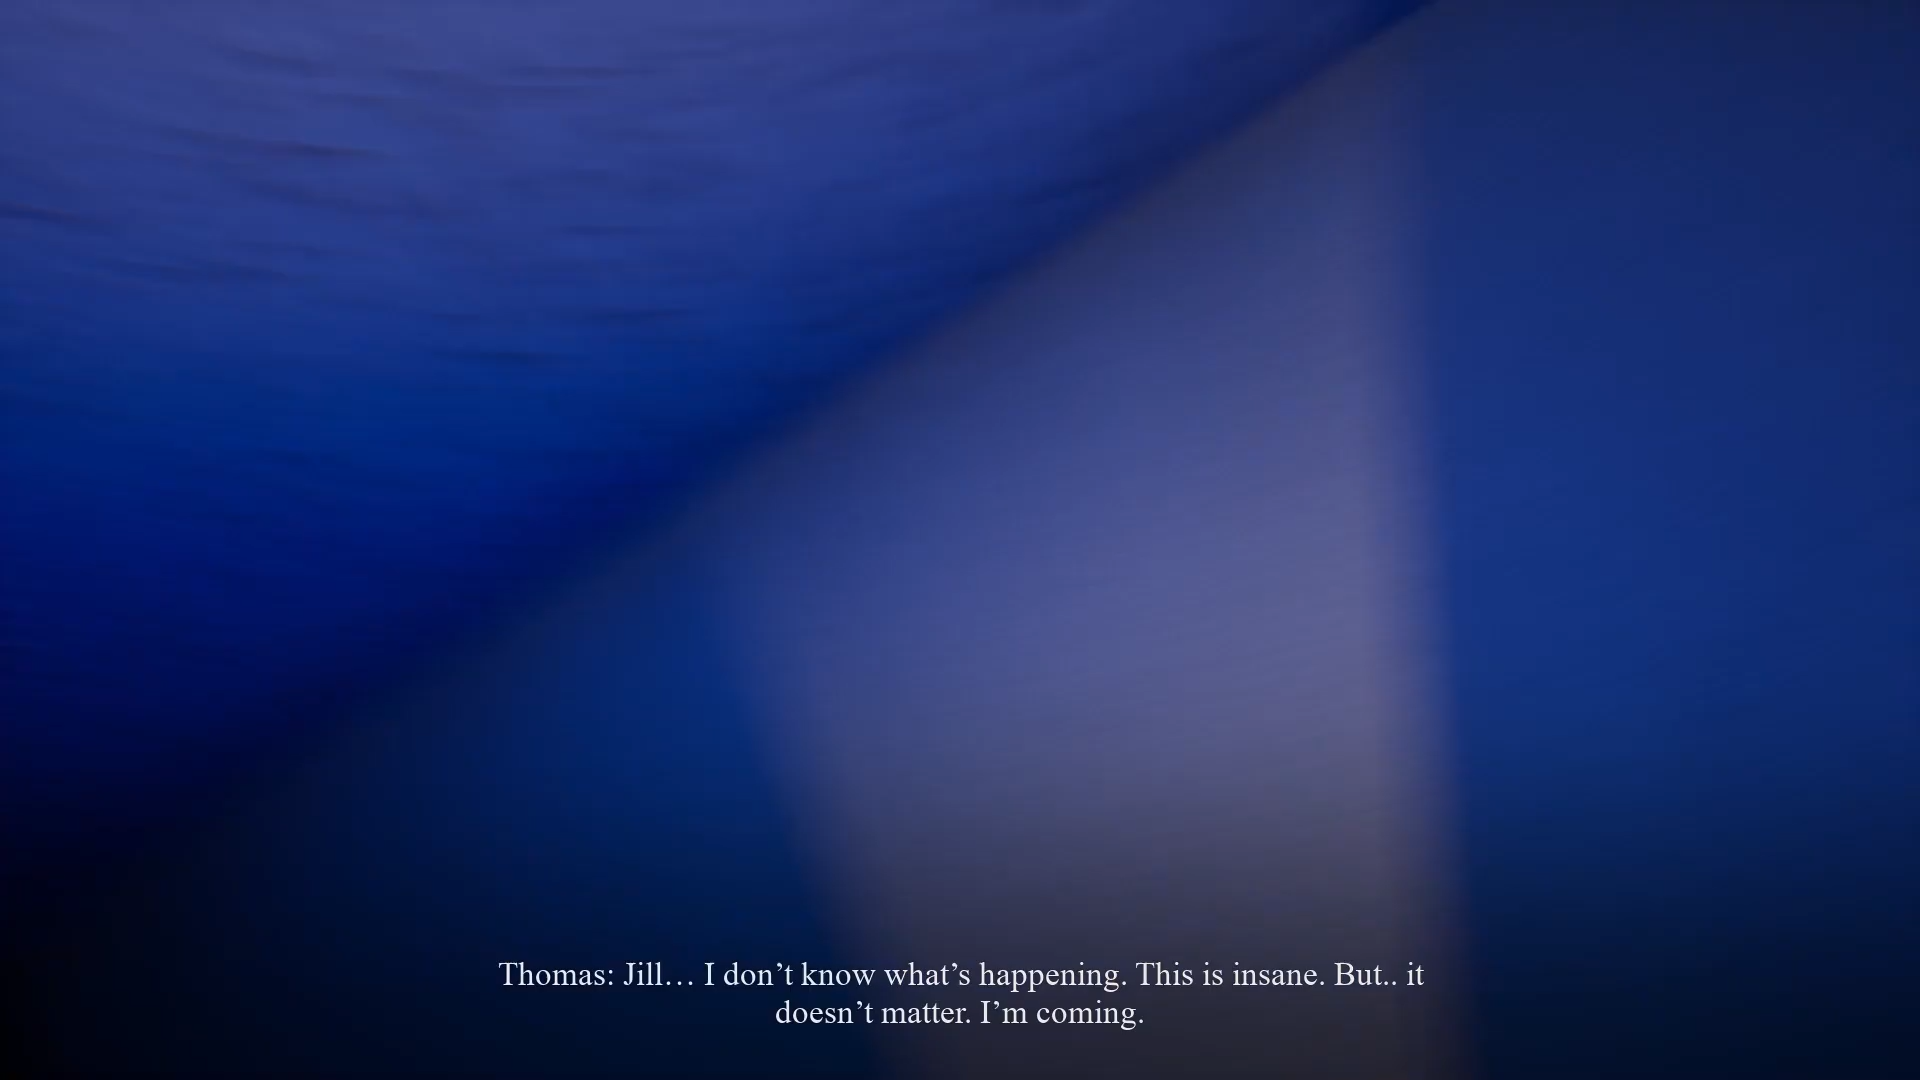 Thomas: Jill… I don’t know what’s happening. This is insane. But.. it
doesn’t matter. I’m coming.